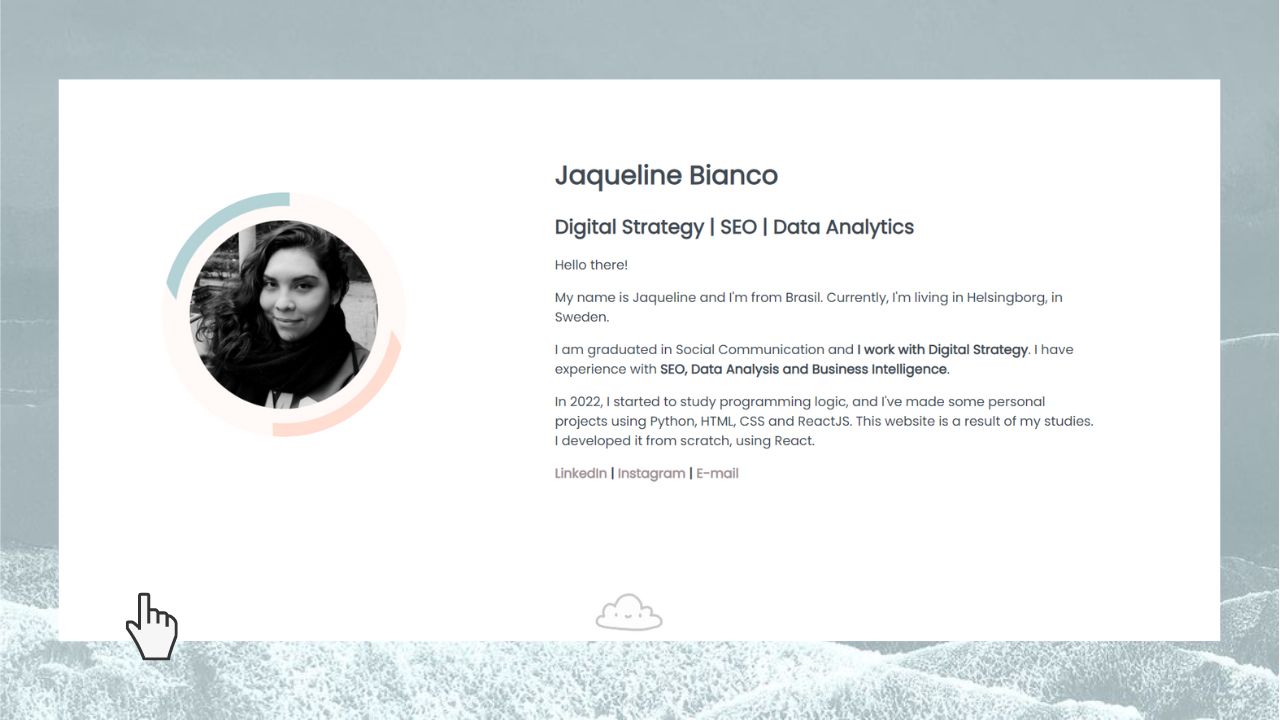 Jaqueline Bianco
Digital Strategy | SEO | Data Analytics
Hello there!
My name is Jaqueline and I'm from Brasil. Currently, I'm living in Helsingborg, in
Sweden.
I am graduated in Social Communication and I work with Digital Strategy. I have
experience with SEO, Data Analysis and Business Intelligence.
In 2022, I started to study programming logic, and I've made some personal
projects using Python, HTML, CSS and ReactJS. This website is a result of my studies.
I developed it from scratch, using React.
LinkedIn | Instagram | E-mail